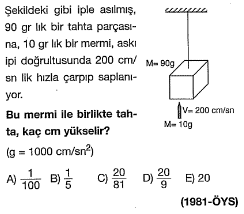 Şekildeki gibi iple asılmış,
90 gr lık bir tahta parçası-
na, 10 gr lık bir mermi, askı
ipi doğrultusunda 200 cm/
sn lik hızla çarpıp saplanı-
yor.
Bu mermi ile birlikte tah-
ta, kaç cm yükselir?
(g = 1000 cm/sn²)
M= 90g
V= 200 cm/sn
M= 10g
A) 1/100 B) 1/5 C) 20/81 D) 20/9 E) 20
(1981-ÖYS)